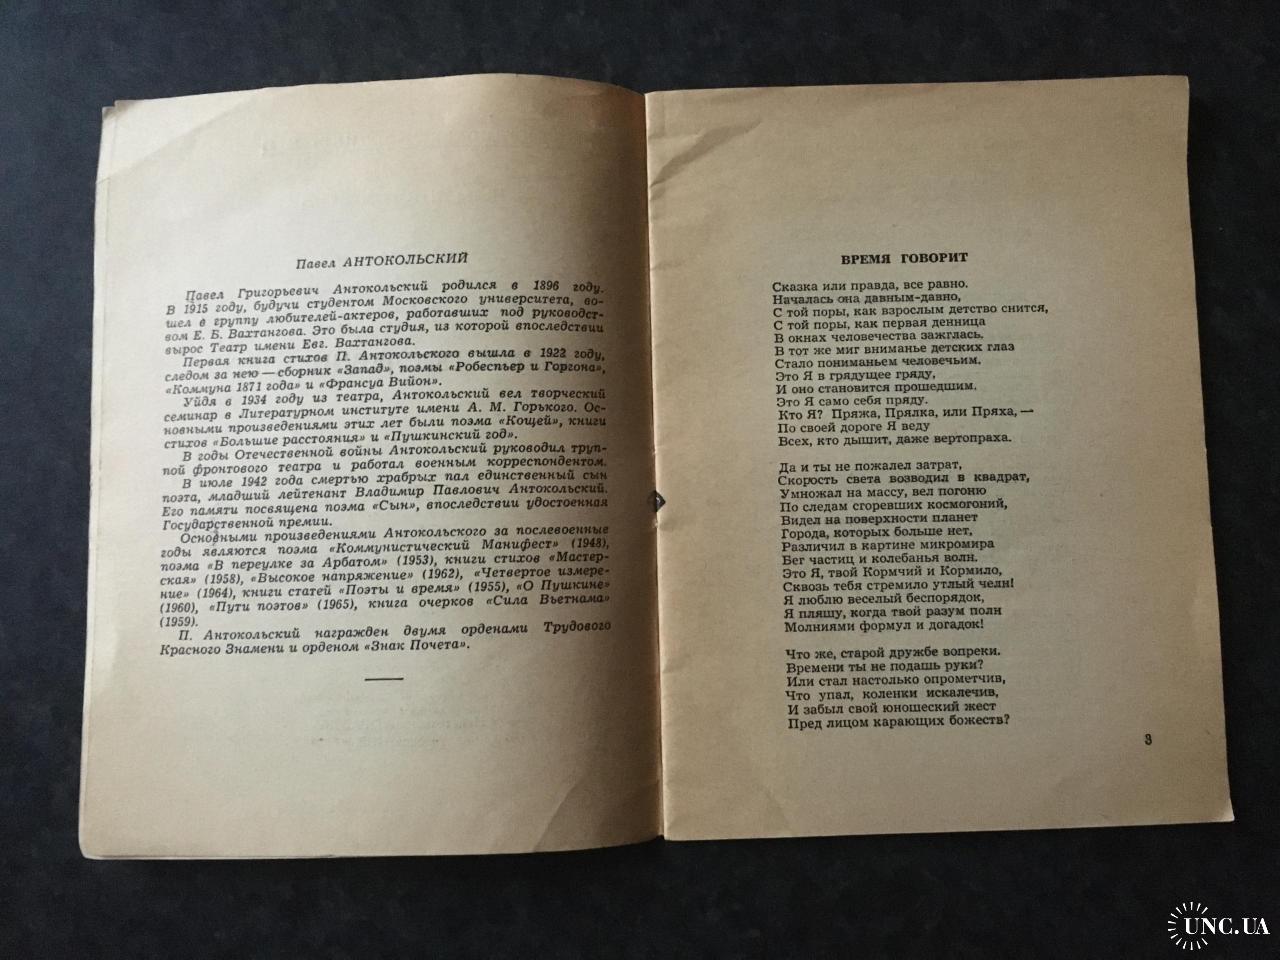 Павел АНТОКОЛЬСКИЙ
Павел Григорьевич Антокольский родился в 1896 году.
В 1915 году, будучи студентом Московского университета, во-
шел в группу любителей-актеров, работавших под руководст-
вом Е. Б. Вахтангова. Это была студия, из которой впоследствии
вырос Театр имени Евг. Вахтангова.
Первая книга стихов П. Антокольского вышла в 1922 году,
следом за нею — сборник «Запад», поэмы «Робеспьер и Горгона»,
«Коммуна 1871 года» и «Франсуа Вийон».
Уйдя в 1934 году из театра, Антокольский вел творческий
семинар в Литературном институте имени А. М. Горького. Ос-
новными произведениями этих лет были поэма «Кощей», книги
стихов «Большие расстояния» и «Пушкинский год».
В годы Отечественной войны Антокольский руководил труп-
пой фронтового театра и работал военным корреспондентом.
В июле 1942 года смертью храбрых пал единственный сын
поэта, младший лейтенант Владимир Павлович Антокольский.
Его памяти посвящена поэма «Сын», впоследствии удостоенная
Государственной премии.
Основными произведениями Антокольского за послевоенные
годы являются поэма «Коммунистический Манифест» (1948),
поэма «В переулке за Арбатом» (1953), книги стихов «Мастер-
ская» (1958), «Высокое напряжение» (1962), «Четвертое измере-
ние» (1964), книги статей «Поэты и время» (1955), «О Пушкине»
(1960), «Пути поэтов» (1965), книга очерков «Сила Вьетнама»
(1959).
П. Антокольский награжден двумя орденами Трудового
Красного Знамени и орденом «Знак Почета».
ВРЕМЯ ГОВОРИТ
Сказка или правда, все равно.
Началась она давным-давно,
С той поры, как взрослым детство снится,
С той поры, как первая денница
В окнах человечества зажглась.
В тот же миг вниманье детских глаз
Стало пониманьем человечьим.
Это Я в грядущее гряду,
И оно становится прошедшим.
Это Я само себя пряду.
Кто Я? Пряжа, Прялка, или Пряха, —
По своей дороге Я веду
Всех, кто дышит, даже вертопраха.
Да и ты не пожалел затрат,
Скорость света возводил в квадрат,
Умножал на массу, вел погоню
По следам сгоревших космогоний,
Видел на поверхности планет
Города, которых больше нет,
Различил в картине микромира
Бег частиц и колебанья волн.
Это Я, твой Кормчий и Кормило,
Сквозь тебя стремило утлый челн!
Я люблю веселый беспорядок,
Я пляшу, когда твой разум полн
Молниями формул и догадок!
Что же, старой дружбе вопреки.
Времени ты не подашь руки?
Или стал настолько опрометчив,
Что упал, коленки искалечив,
И забыл свой юношеский жест
Пред лицом карающих божеств?
3
UNC.UA